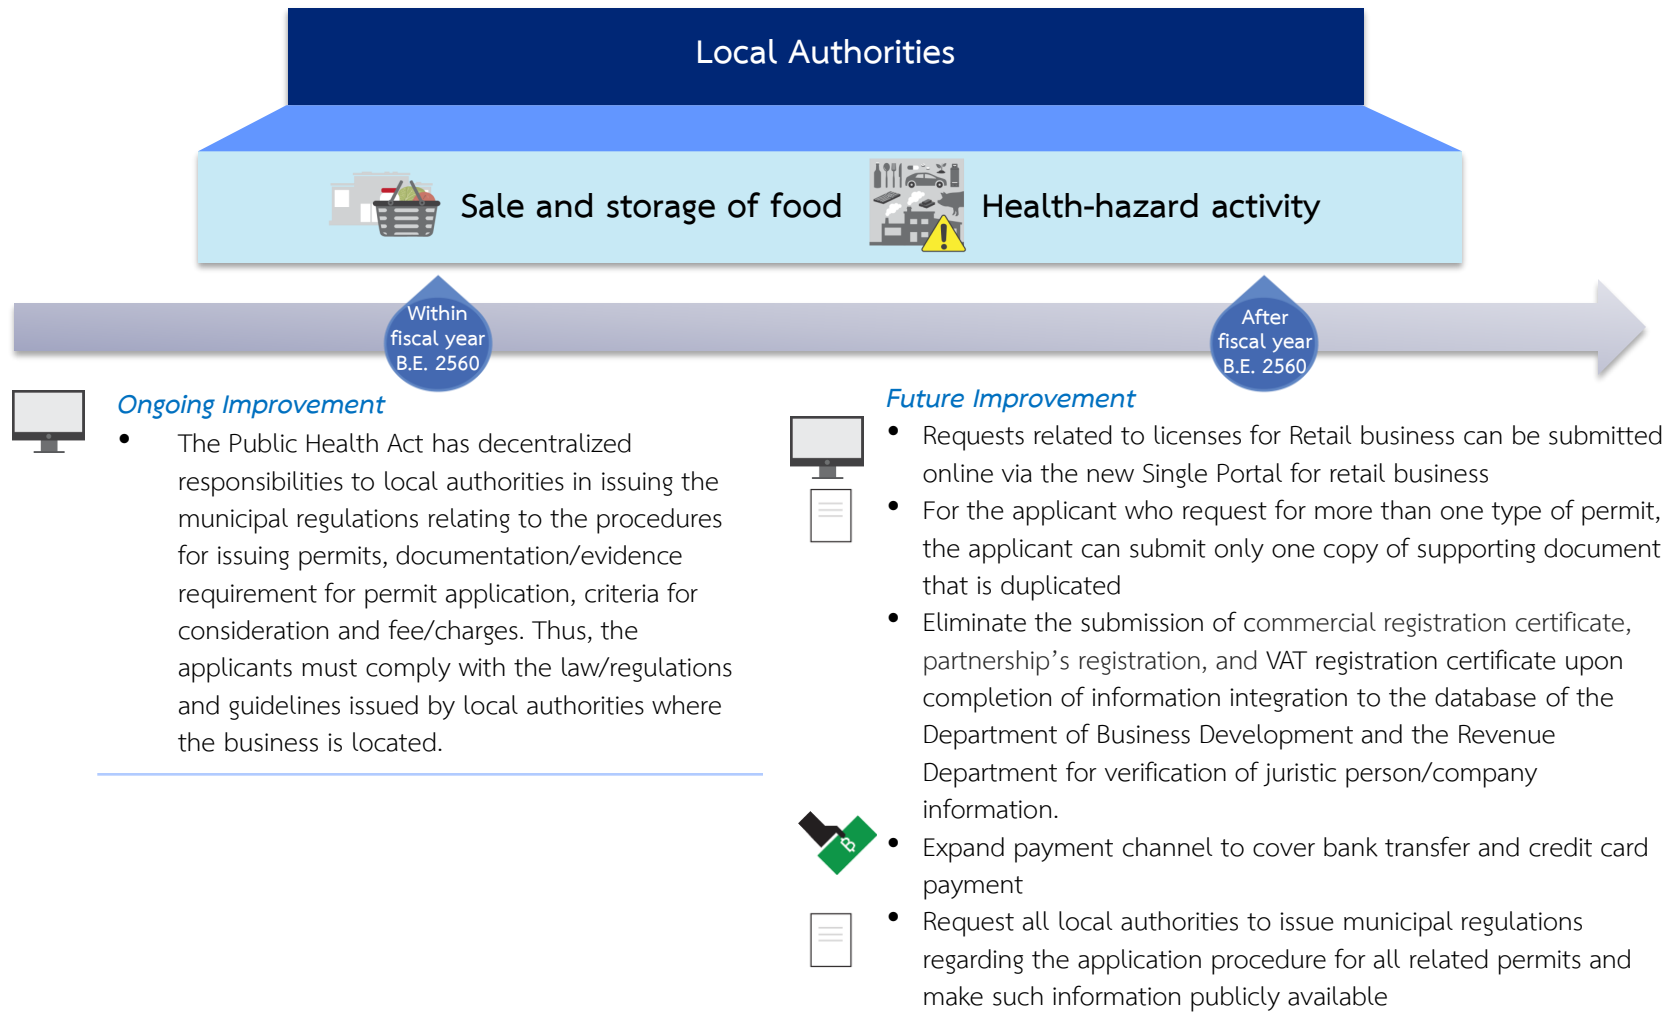 Local Authorities
Sale and storage of food
Health-hazard activity
Within
fiscal year
B.E. 2560
After
fiscal year
B.E. 2560
Ongoing Improvement
• The Public Health Act has decentralized
responsibilities to local authorities in issuing the
municipal regulations relating to the procedures
for issuing permits, documentation/evidence
requirement for permit application, criteria for
consideration and fee/charges. Thus, the
applicants must comply with the law/regulations
and guidelines issued by local authorities where
the business is located.
Future Improvement
• Requests related to licenses for Retail business can be submitted
online via the new Single Portal for retail business
• For the applicant who request for more than one type of permit,
the applicant can submit only one copy of supporting document
that is duplicated
• Eliminate the submission of commercial registration certificate,
partnership’s registration, and VAT registration certificate upon
completion of information integration to the database of the
Department of Business Development and the Revenue
Department for verification of juristic person/company
information.
฿
• Expand payment channel to cover bank transfer and credit card
payment
• Request all local authorities to issue municipal regulations
regarding the application procedure for all related permits and
make such information publicly available